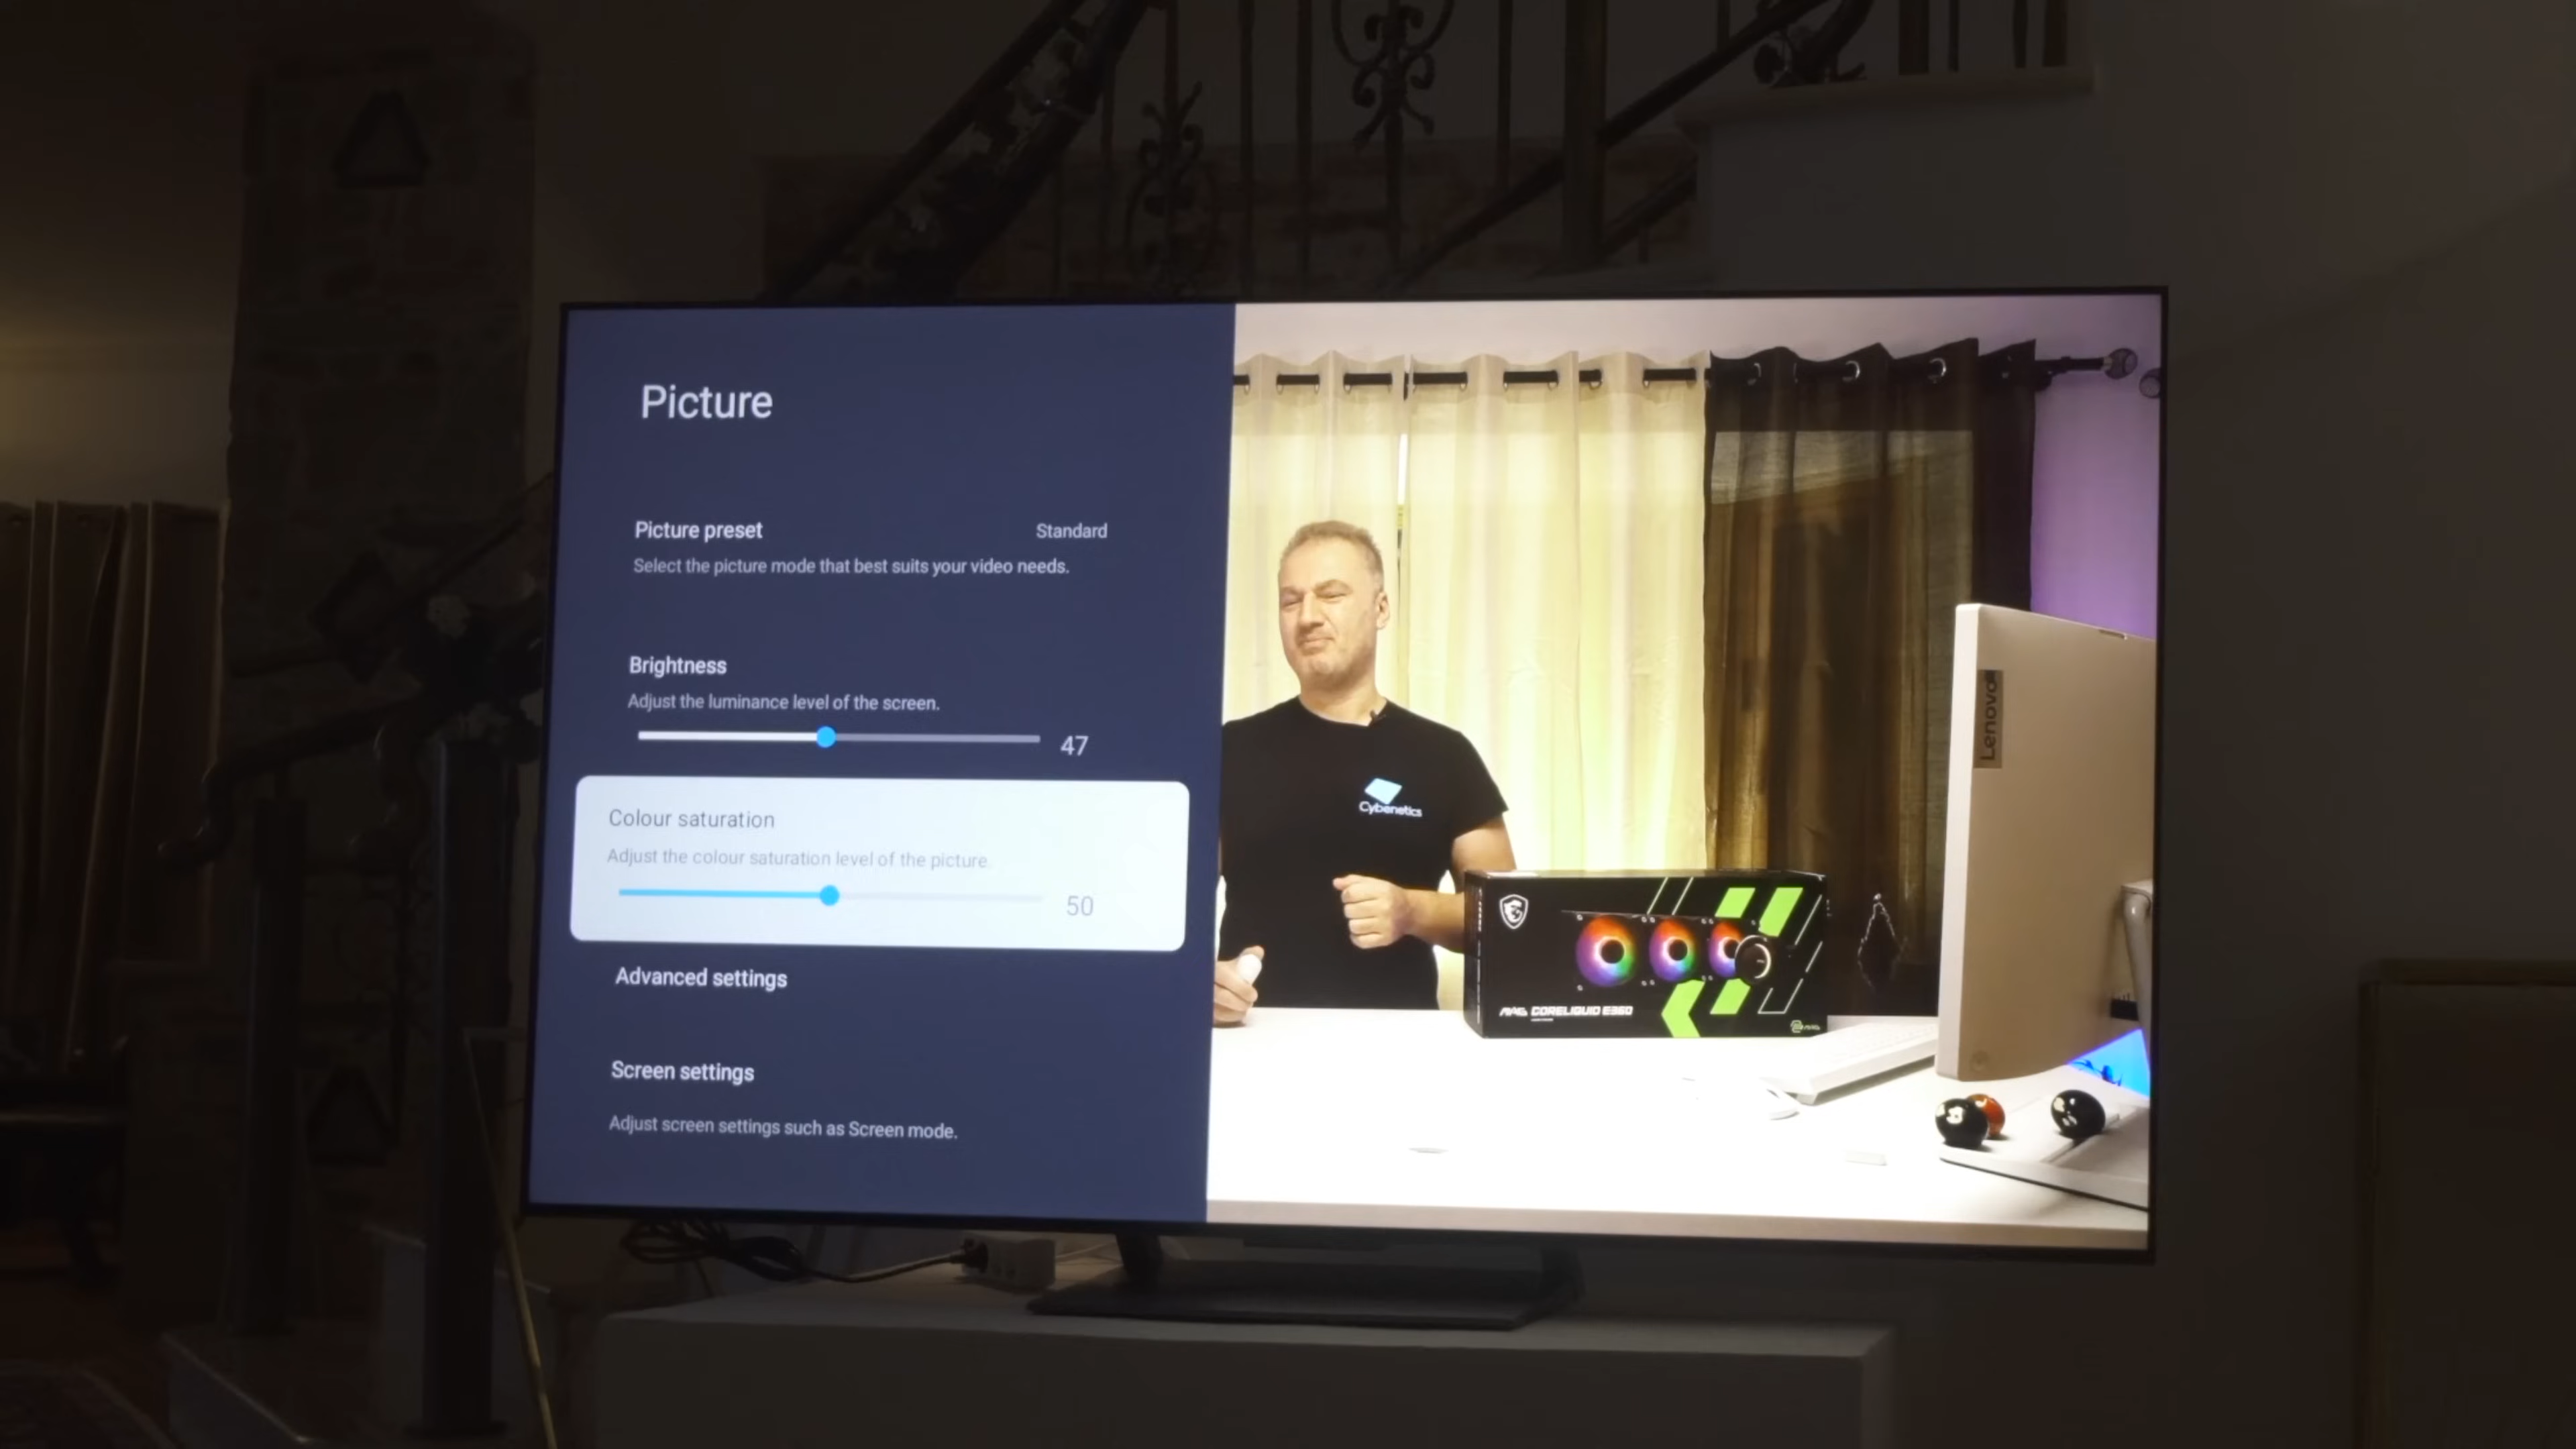 Picture
Picture preset
Standard
Select the picture mode that best suits your video needs.
Brightness
Adjust the luminance level of the screen.
47
Colour saturation
Adjust the colour saturation level of the picture.
50
Advanced settings
Screen settings
Adjust screen settings such as Screen mode.
Cybenetics
Lenovo
MAG CORELIQUID E360